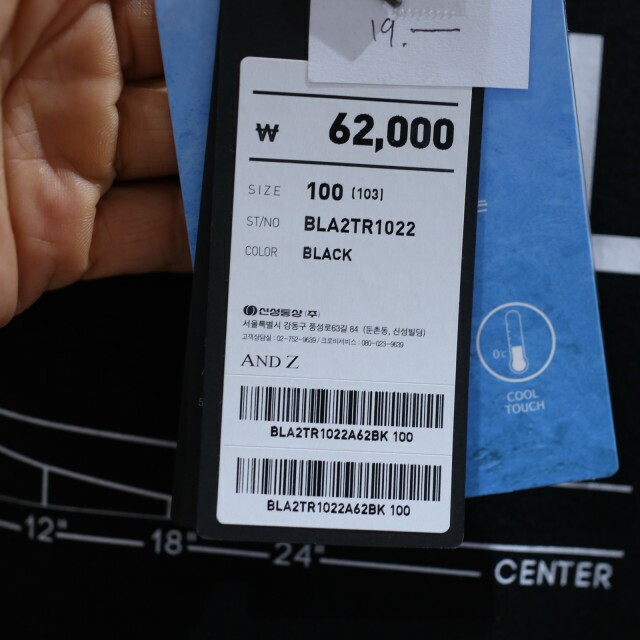 19.—
₩ 62,000
SIZE 100 (103)
ST/NO BLA2TR1022
COLOR BLACK
신성통상(주)
서울특별시 강동구 풍성로63길 84 (둔촌동, 신성빌딩)
고객상담실 : 02-752-9639 / 크로바서비스 : 080-023-9639
AND Z
BLA2TR1022A62BK 100
BLA2TR1022A62BK 100
0℃
COOL
TOUCH
12"
18"
24"
CENTER